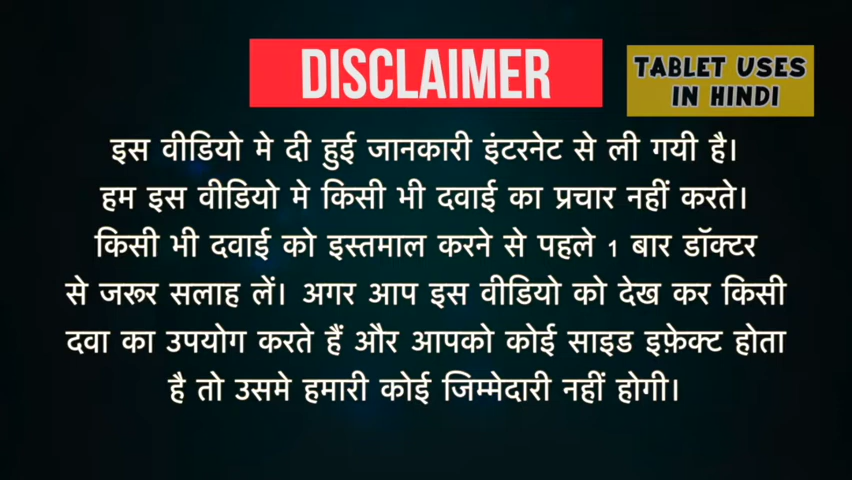 DISCLAIMER
TABLET USES
IN HINDI
इस वीडियो मे दी हुई जानकारी इंटरनेट से ली गयी है।
हम इस वीडियो मे किसी भी दवाई का प्रचार नहीं करते।
किसी भी दवाई को इस्तमाल करने से पहले 1 बार डॉक्टर
से जरूर सलाह लें। अगर आप इस वीडियो को देख कर किसी
दवा का उपयोग करते हैं और आपको कोई साइड इफ़ेक्ट होता
है तो उसमे हमारी कोई जिम्मेदारी नहीं होगी।